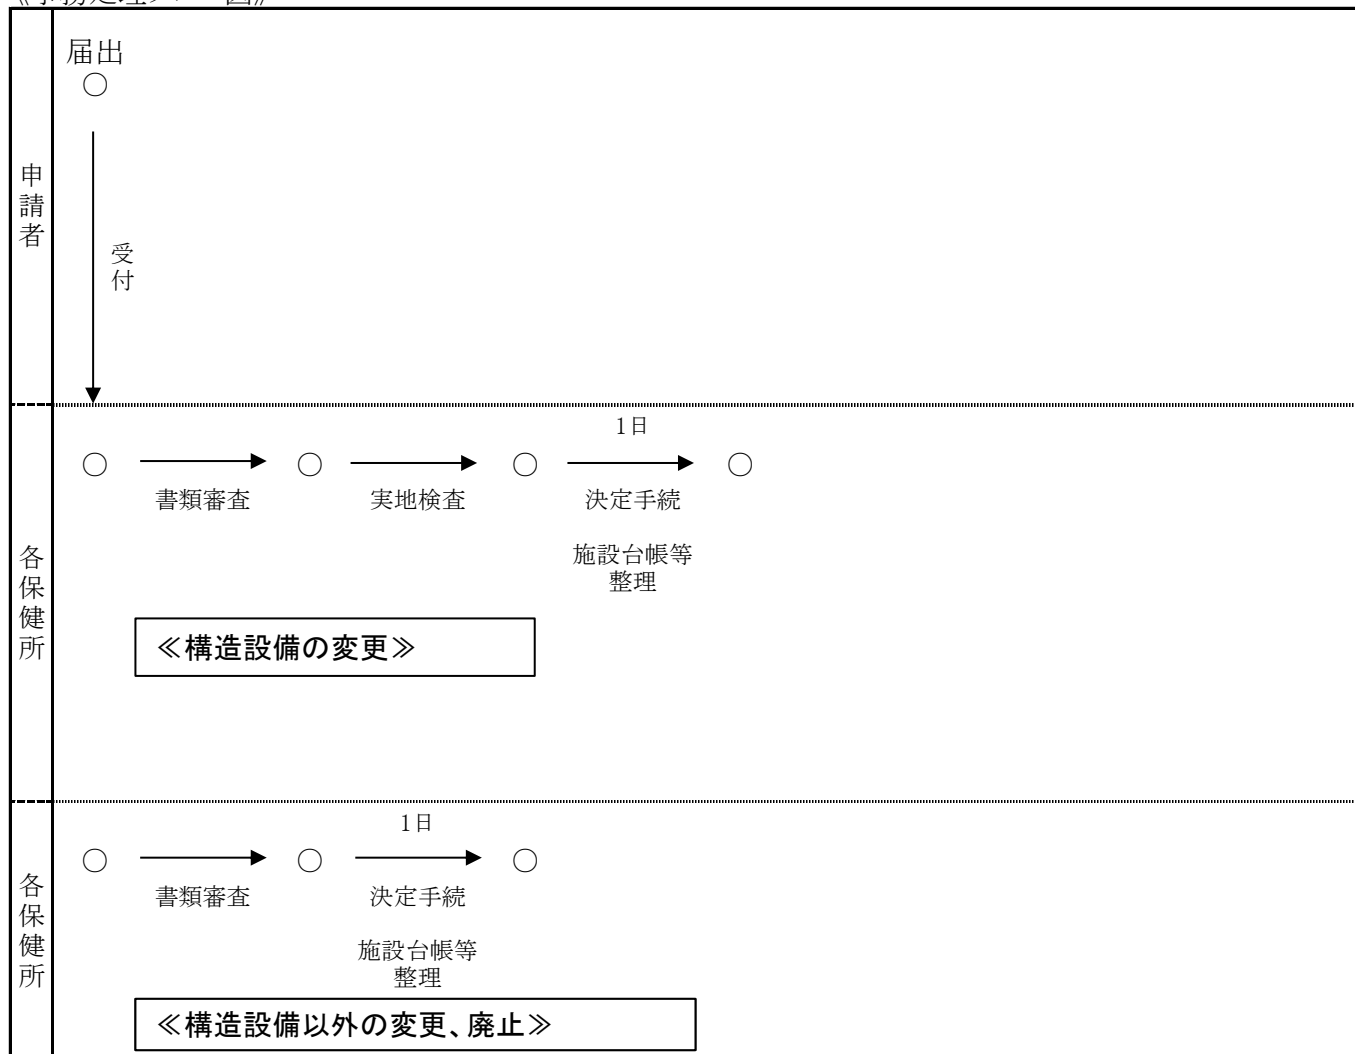 申請者
届出
○
受付
各保健所
1日
○ ○ ○ ○
書類審査 実地検査 決定手続
施設台帳等
整理
≪構造設備の変更≫
各保健所
1日
○ ○ ○
書類審査 決定手続
施設台帳等
整理
≪構造設備以外の変更、廃止≫